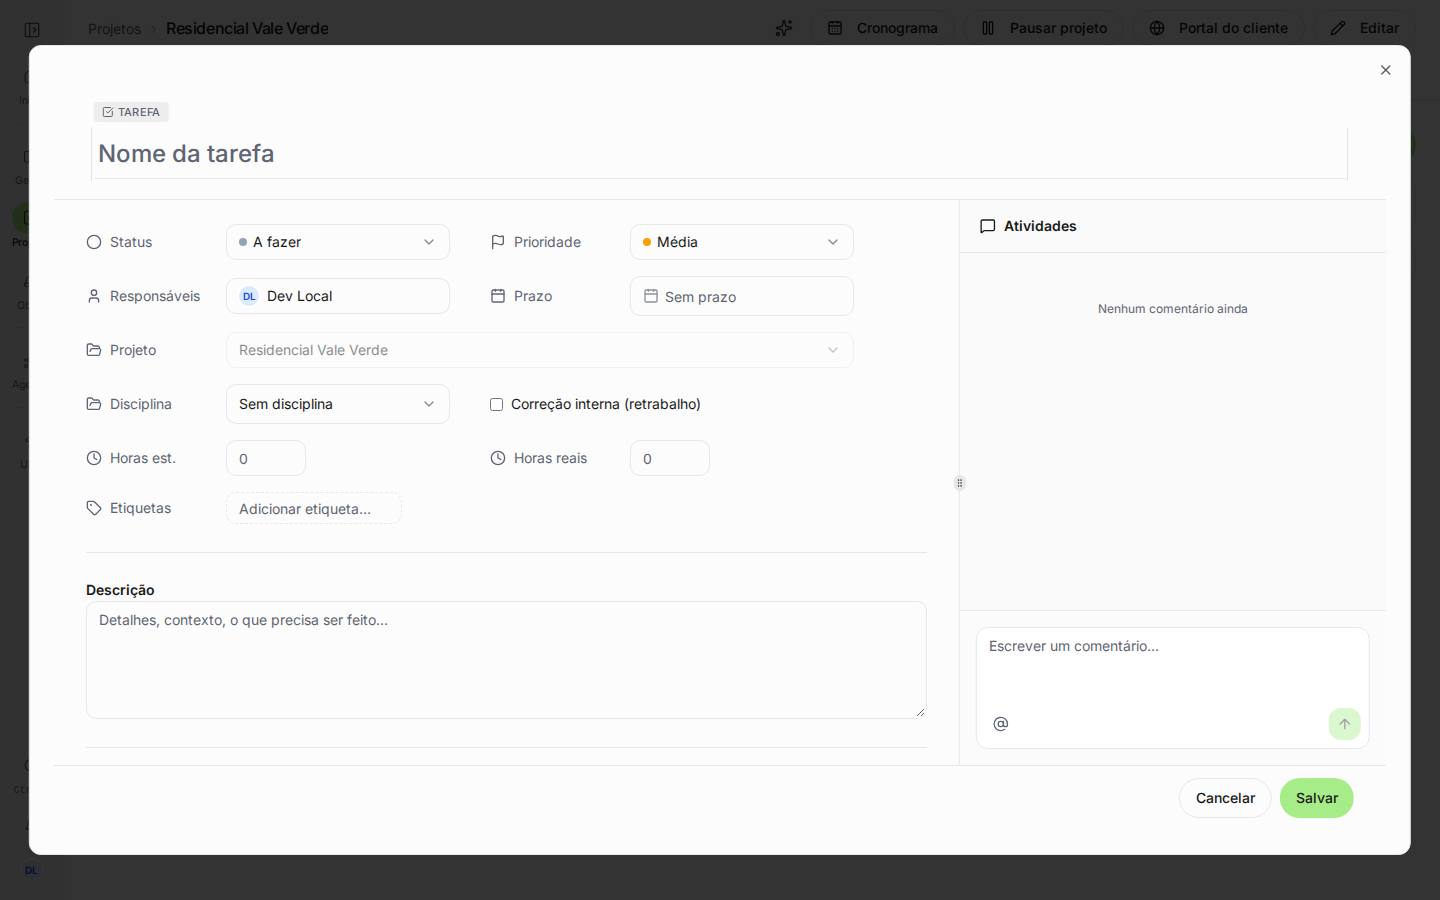 Projetos
Residencial Vale Verde
Cronograma
Pausar projeto
Portal do cliente
Editar
TAREFA
Nome da tarefa
Status
A fazer
Prioridade
Média
Responsáveis
DL
Dev Local
Prazo
Sem prazo
Projeto
Residencial Vale Verde
Disciplina
Sem disciplina
Correção interna (retrabalho)
Horas est.
0
Horas reais
0
Etiquetas
Adicionar etiqueta...
Descrição
Detalhes, contexto, o que precisa ser feito...
Atividades
Nenhum comentário ainda
Escrever um comentário...
@
Cancelar
Salvar
DL